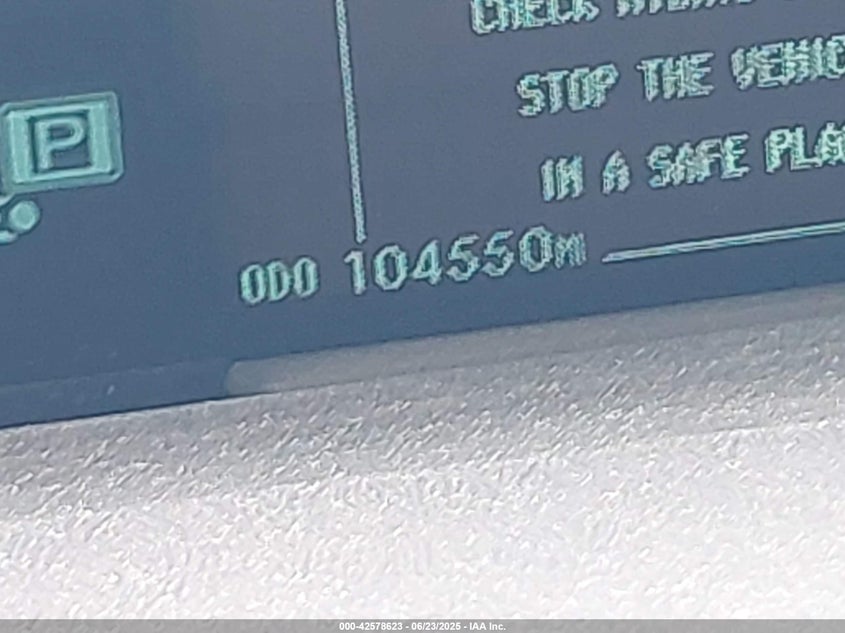 CHECK
STOP THE
IN A SAFE
P
ODO 104550MI
000-42578623 - 06/23/2025 - IAA Inc.